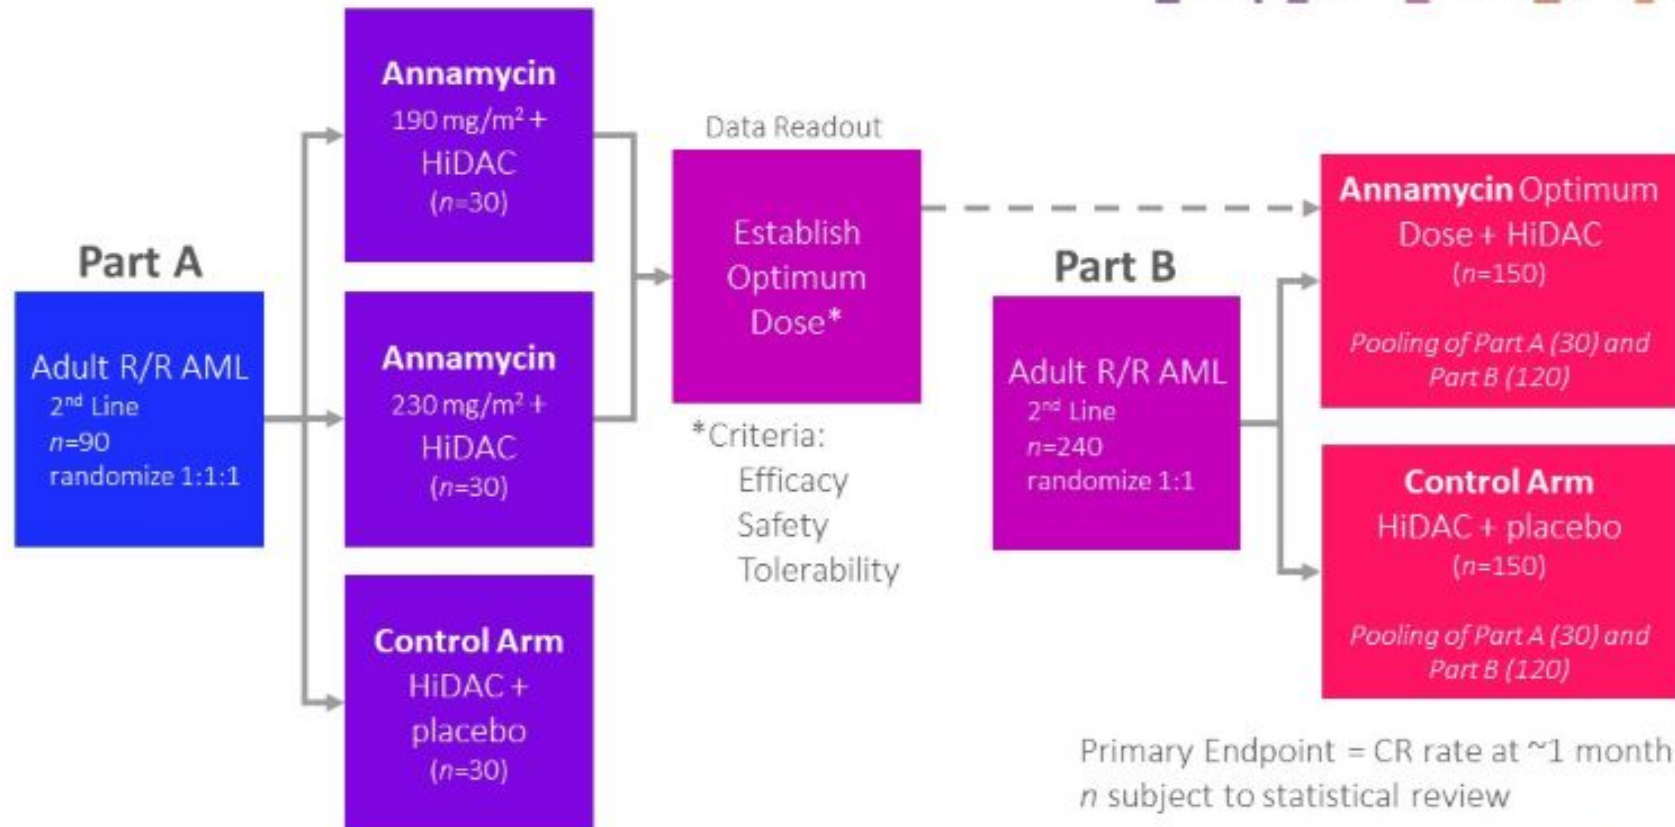 Part A
Adult R/R AML
2nd Line
n=90
randomize 1:1:1
Annamycin
190 mg/m² +
HiDAC
(n=30)
Annamycin
230 mg/m² +
HiDAC
(n=30)
Control Arm
HiDAC +
placebo
(n=30)
Data Readout
Establish
Optimum
Dose*
*Criteria:
Efficacy
Safety
Tolerability
Part B
Adult R/R AML
2nd Line
n=240
randomize 1:1
Annamycin Optimum
Dose + HiDAC
(n=150)
Pooling of Part A (30) and
Part B (120)
Control Arm
HiDAC + placebo
(n=150)
Pooling of Part A (30) and
Part B (120)
Primary Endpoint = CR rate at ~1 month
n subject to statistical review